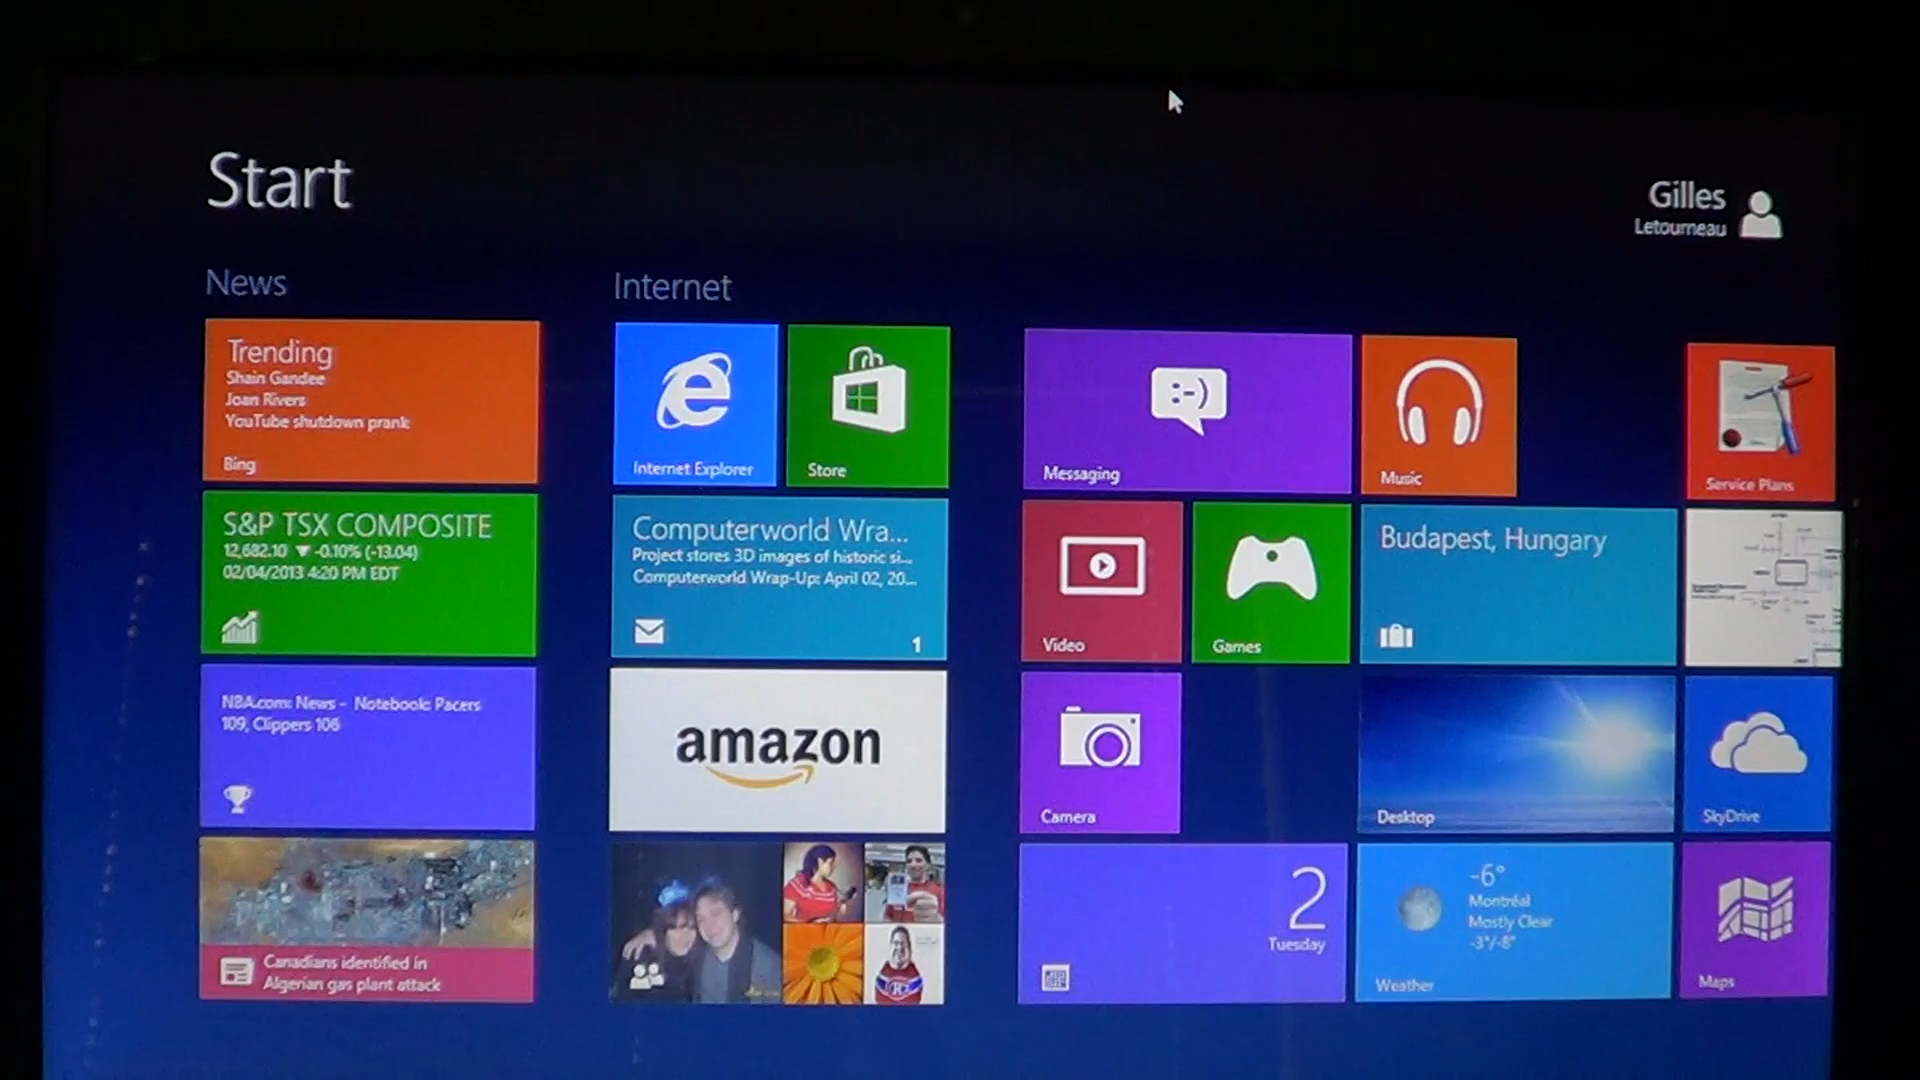 Start
Gilles
Letourneau
News
Internet
Trending
Shain Gandee
Joan Rivers
YouTube shutdown prank
Bing
Internet Explorer
Store
Messaging
Music
Service Plans
S&P TSX COMPOSITE
12,682.10 ▼ -0.10% (-13.04)
02/04/2013 4:20 PM EDT
Computerworld Wra...
Project stores 3D images of historic si...
Computerworld Wrap-Up: April 02, 20...
1
Video
Games
Budapest, Hungary
NBA.com: News - Notebook: Pacers
109, Clippers 106
amazon
Camera
Desktop
SkyDrive
Canadians identified in
Algerian gas plant attack
2
Tuesday
-6°
Montréal
Mostly Clear
-3°/-8°
Weather
Maps